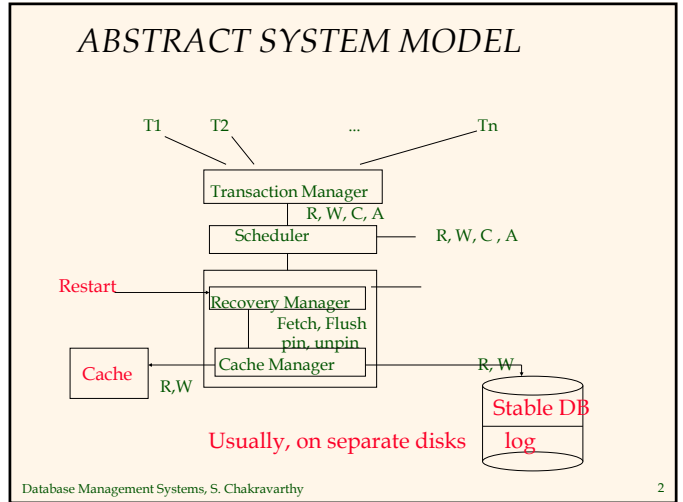 ABSTRACT SYSTEM MODEL
T1 T2 ... Tn
Transaction Manager
R, W, C, A
Scheduler R, W, C , A
Restart
Recovery Manager
Fetch, Flush
pin, unpin
Cache Manager
Cache
R,W
R, W
Stable DB
Usually, on separate disks log
Database Management Systems, S. Chakravarthy 2